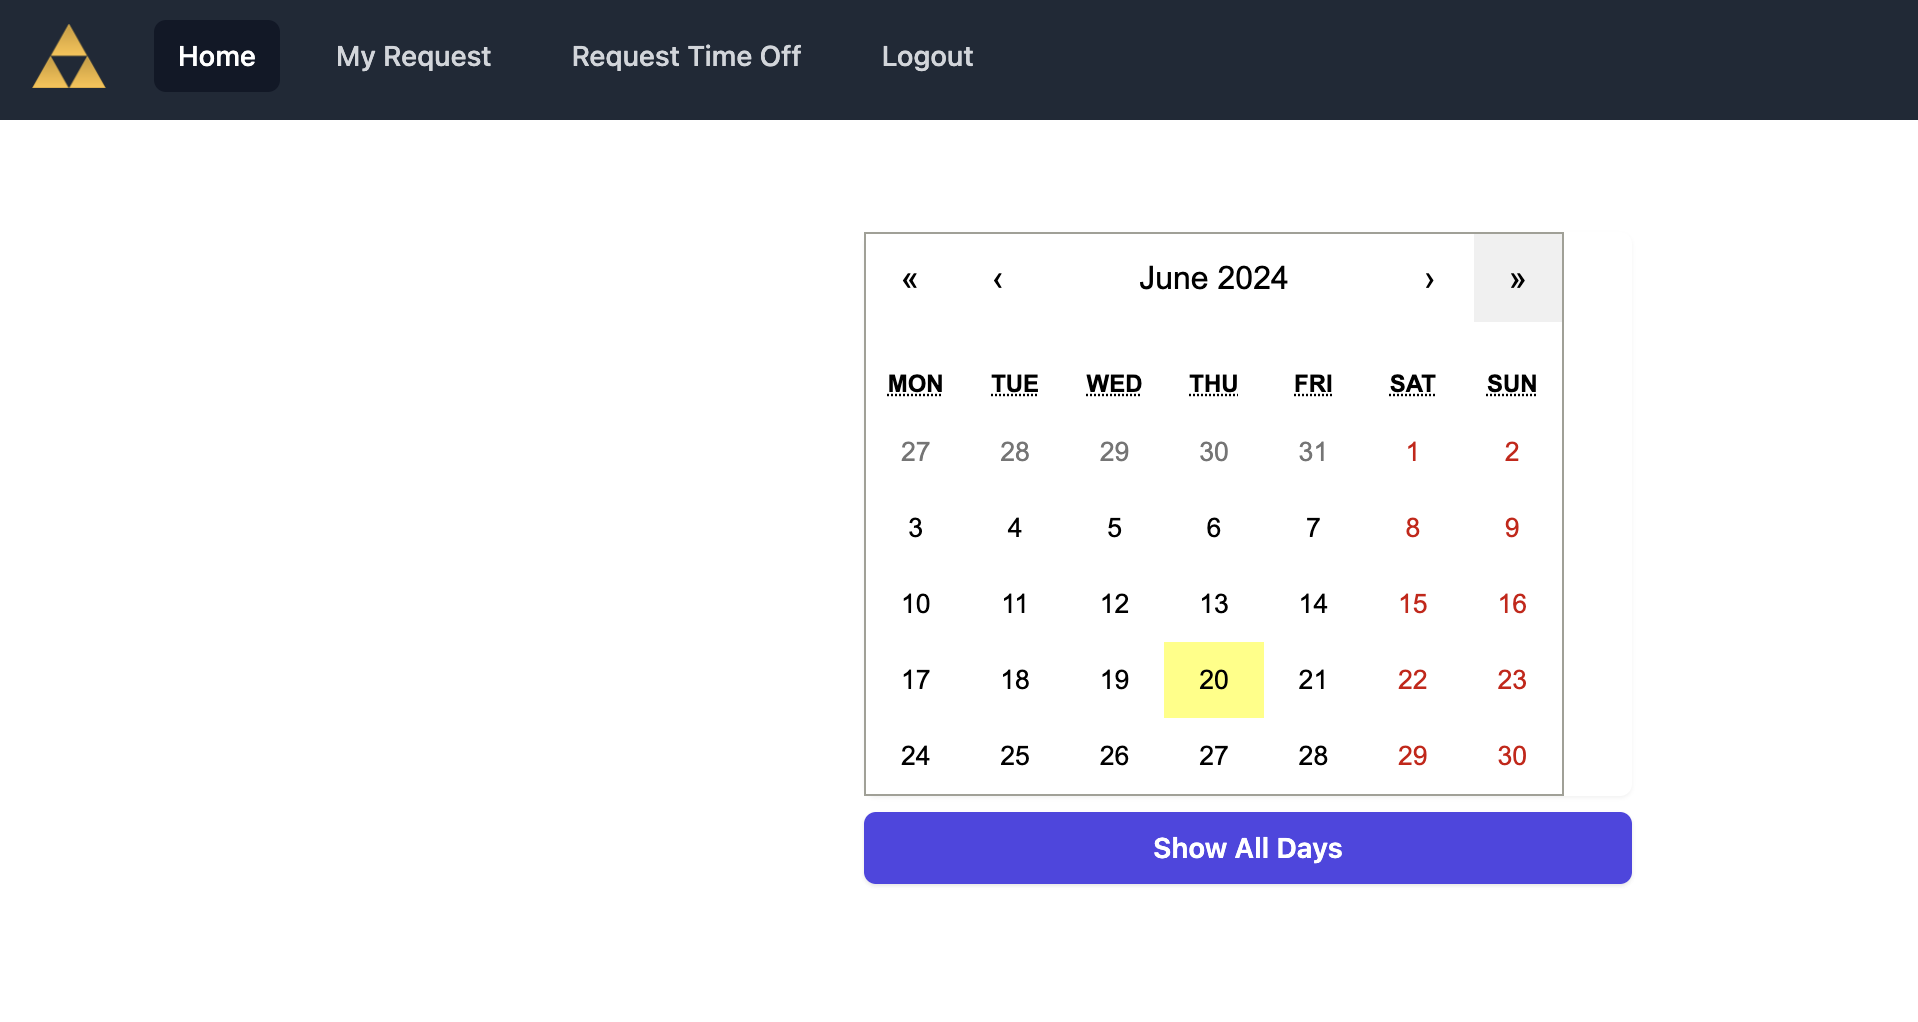 Home My Request Request Time Off Logout
« ‹ June 2024 › »
MON TUE WED THU FRI SAT SUN
27 28 29 30 31 1 2
3 4 5 6 7 8 9
10 11 12 13 14 15 16
17 18 19 20 21 22 23
24 25 26 27 28 29 30
Show All Days